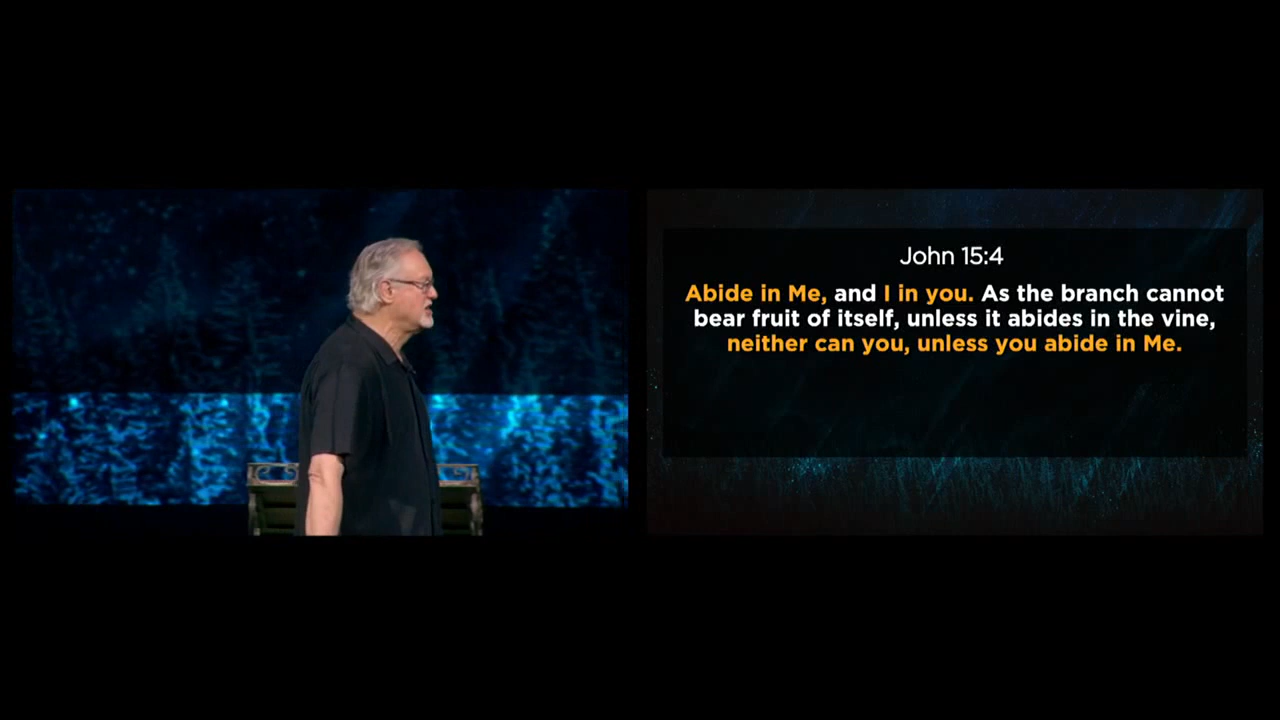 John 15:4
Abide in Me, and I in you. As the branch cannot
bear fruit of itself, unless it abides in the vine,
neither can you, unless you abide in Me.